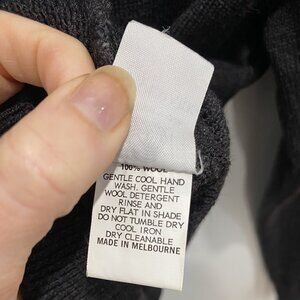 100% WOOL
GENTLE COOL HAND
WASH. GENTLE
WOOL DETERGENT
RINSE AND
DRY FLAT IN SHADE
DO NOT TUMBLE DRY
COOL IRON
DRY CLEANABLE
MADE IN MELBOURNE